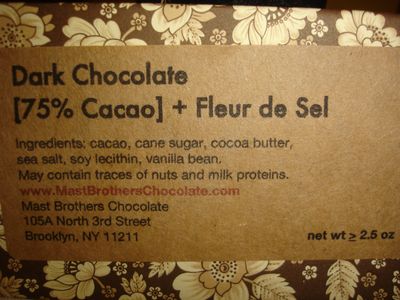 Dark Chocolate
[75% Cacao] + Fleur de Sel
Ingredients: cacao, cane sugar, cocoa butter,
sea salt, soy lecithin, vanilla bean.
May contain traces of nuts and milk proteins.
www.MastBrothersChocolate.com
Mast Brothers Chocolate
105A North 3rd Street
Brooklyn, NY 11211
net wt ≥ 2.5 oz